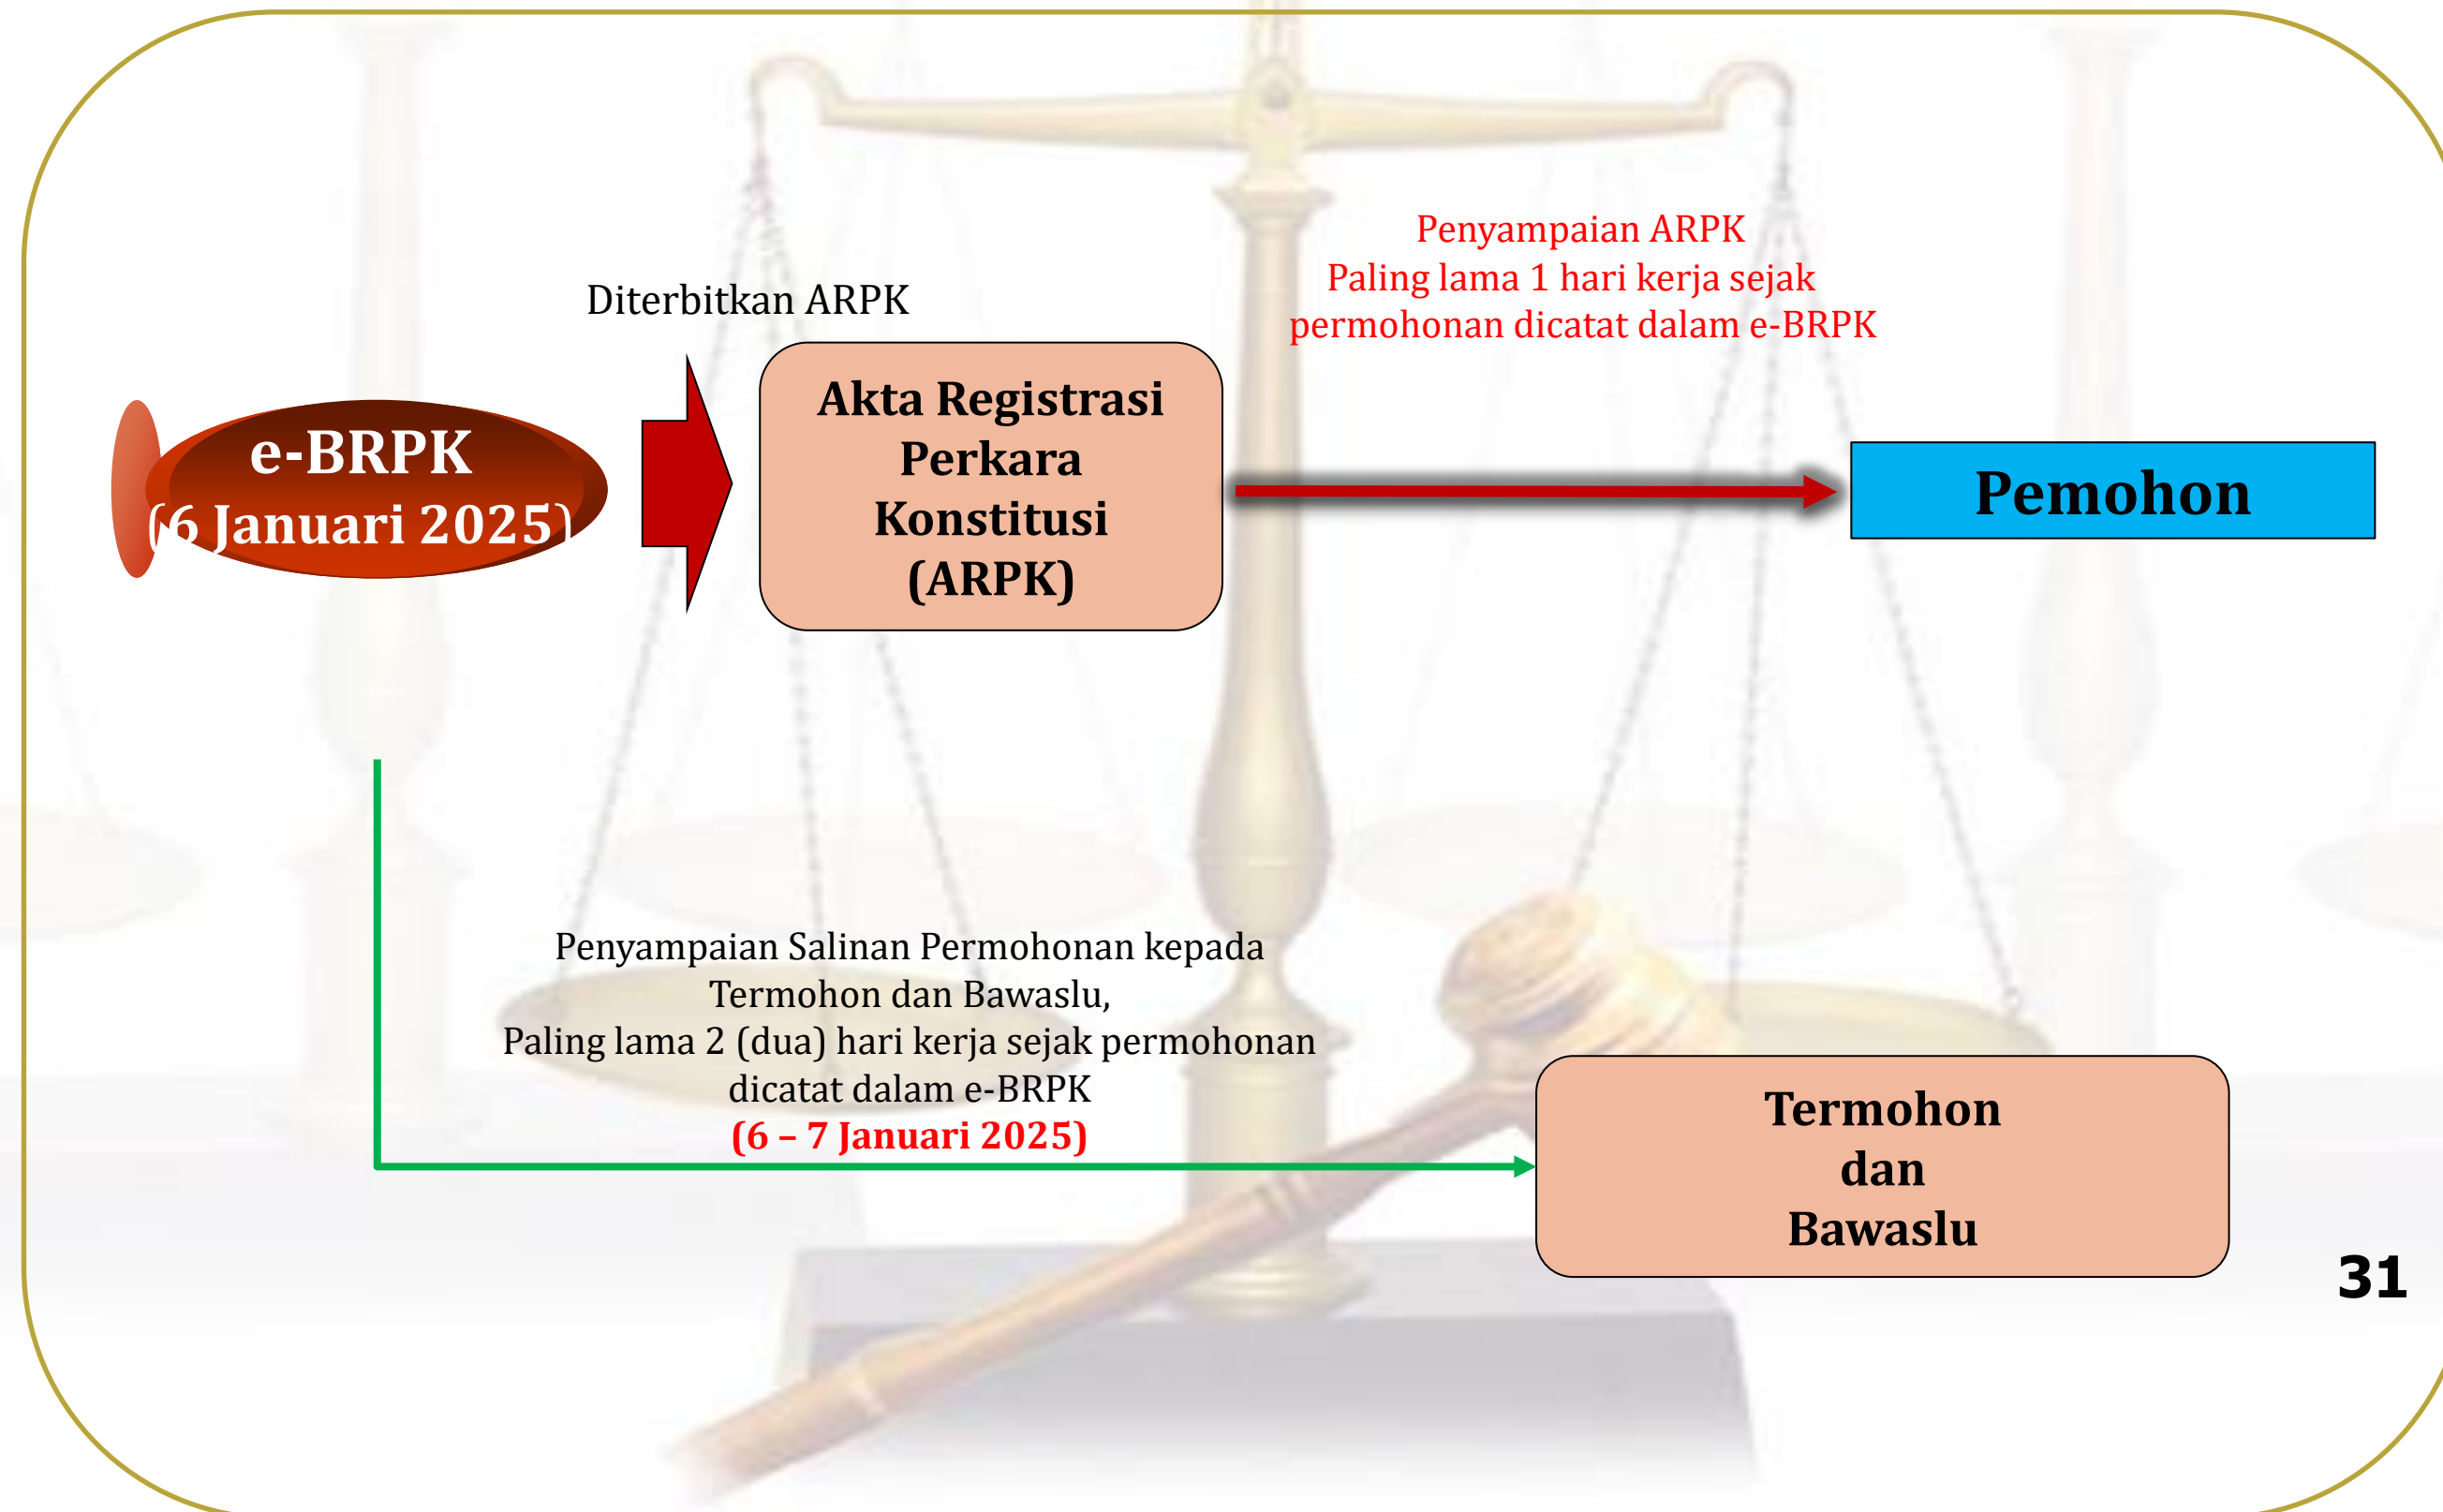 Penyampaian ARPK
Paling lama 1 hari kerja sejak
permohonan dicatat dalam e-BRPK
Diterbitkan ARPK
e-BRPK
(6 Januari 2025)
Akta Registrasi
Perkara
Konstitusi
(ARPK)
Pemohon
Penyampaian Salinan Permohonan kepada
Termohon dan Bawaslu,
Paling lama 2 (dua) hari kerja sejak permohonan
dicatat dalam e-BRPK
(6 – 7 Januari 2025)
Termohon
dan
Bawaslu
31